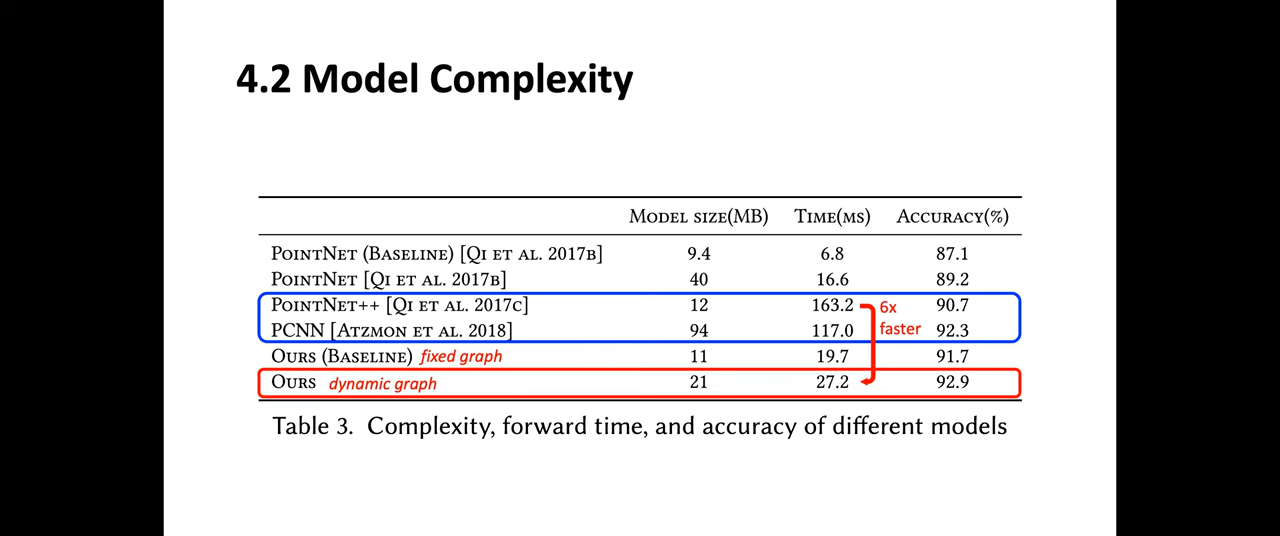 4.2 Model Complexity
Model size(MB) Time(ms) Accuracy(%)
PointNet (Baseline) [Qi et al. 2017b] 9.4 6.8 87.1
PointNet [Qi et al. 2017b] 40 16.6 89.2
PointNet++ [Qi et al. 2017c] 12 163.2 6x 90.7
PCNN [Atzmon et al. 2018] 94 117.0 faster 92.3
Ours (Baseline) fixed graph 11 19.7 91.7
Ours dynamic graph 21 27.2 92.9
Table 3. Complexity, forward time, and accuracy of different models